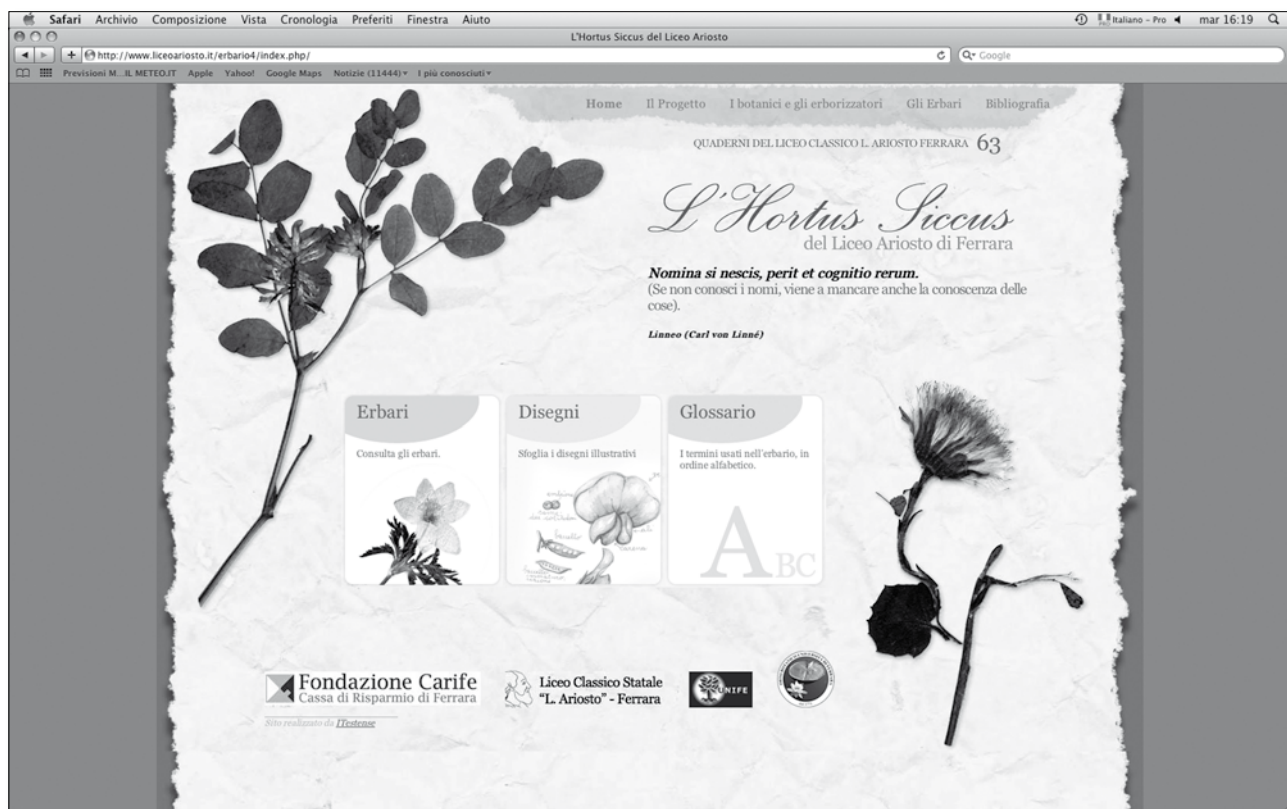 Safari Archivio Composizione Vista Cronologia Preferiti Finestra Aiuto
Italiano - Pro mar 16:19
L'Hortus Siccus del Liceo Ariosto
http://www.liceoariosto.it/erbario4/index.php/
Google
Previsioni M...IL METEO.IT Apple Yahoo! Google Maps Notizie (11444) I più conosciuti
Home Il Progetto I botanici e gli erborizzatori Gli Erbari Bibliografia
QUADERNI DEL LICEO CLASSICO L. ARIOSTO FERRARA 63
L'Hortus Siccus
del Liceo Ariosto di Ferrara
Nomina si nescis, perit et cognitio rerum.
(Se non conosci i nomi, viene a mancare anche la conoscenza delle
cose).
Linneo (Carl von Linné)
Erbari
Consulta gli erbari.
Disegni
Sfoglia i disegni illustrativi
Glossario
I termini usati nell'erbario, in
ordine alfabetico.
ABC
Fondazione Carife
Cassa di Risparmio di Ferrara
Liceo Classico Statale
"L. Ariosto" - Ferrara
UNIFE
Sito realizzato da ITestense